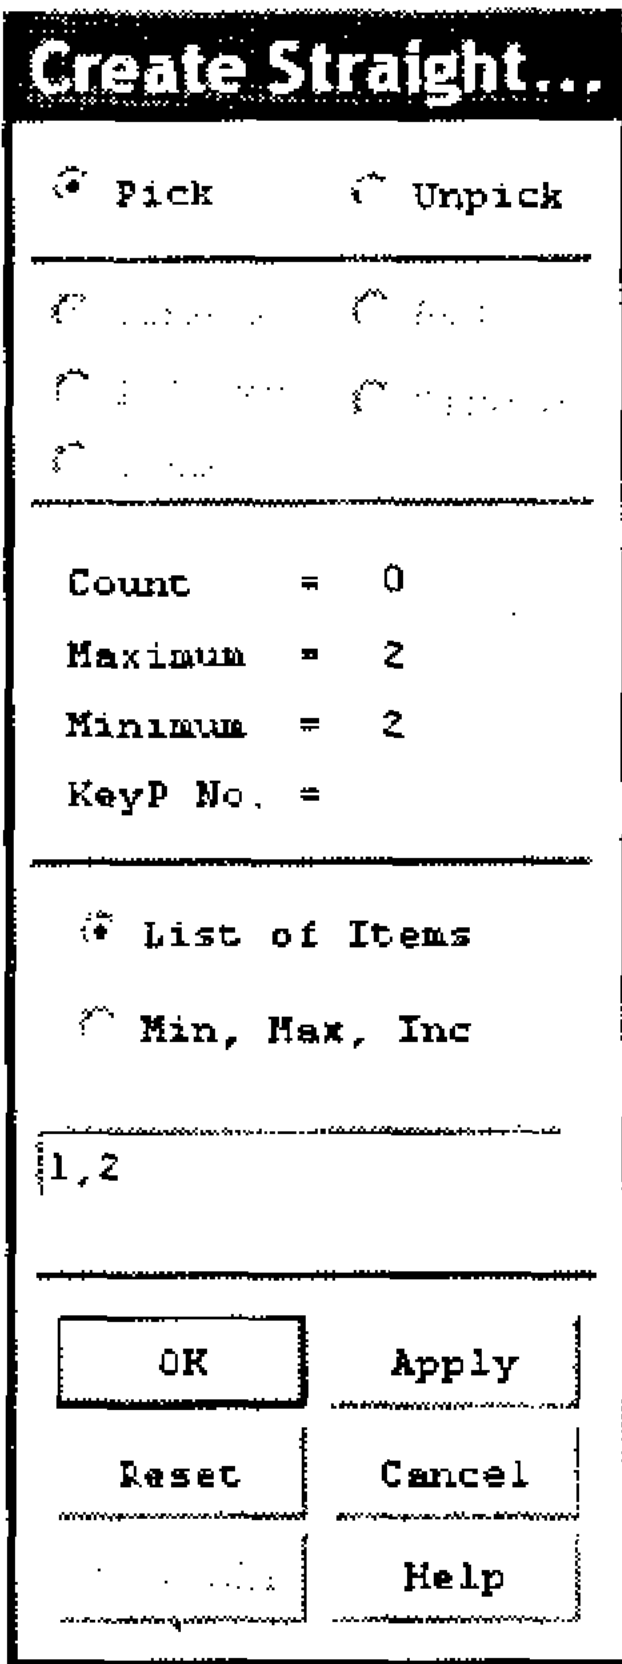 Create Straight...
Pick Unpick
Count = 0
Maximum = 2
Minimum = 2
KeyP No. =
List of Items
Min, Max, Inc
1,2
OK Apply
Reset Cancel
Help